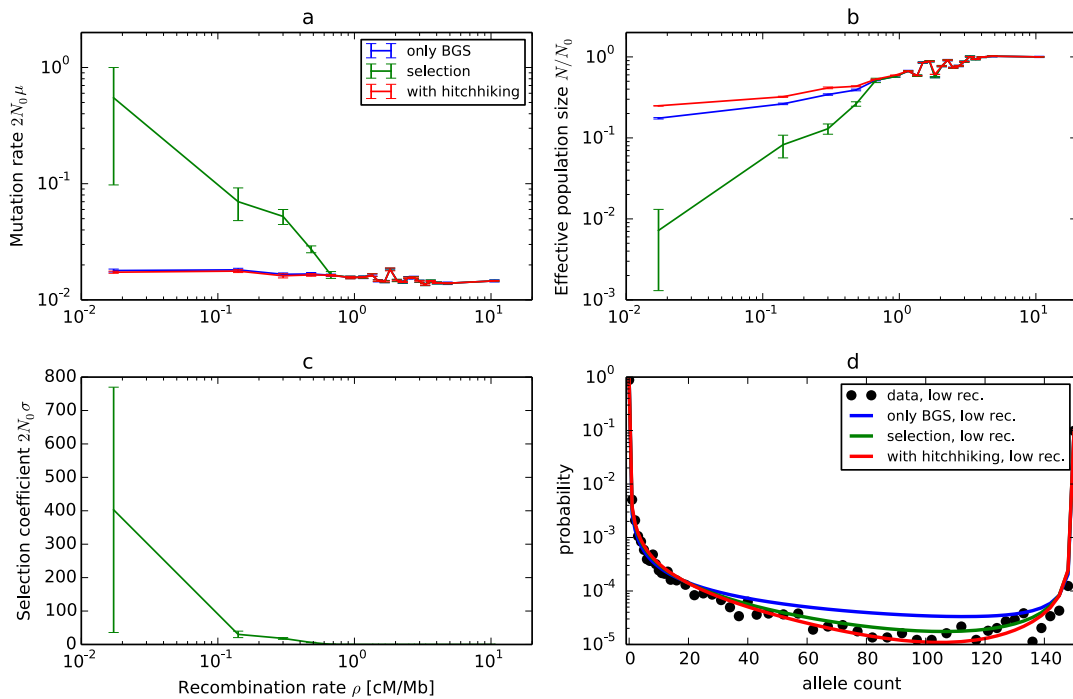 a
Mutation rate 2N₀μ
10⁰
10⁻¹
10⁻²
10⁻² 10⁻¹ 10⁰ 10¹
only BGS
selection
with hitchhiking
b
Effective population size N/N₀
10⁰
10⁻¹
10⁻²
10⁻³
10⁻² 10⁻¹ 10⁰ 10¹
c
Selection coefficient 2N₀σ
800
700
600
500
400
300
200
100
0
10⁻² 10⁻¹ 10⁰ 10¹
Recombination rate ρ [cM/Mb]
d
probability
10⁰
10⁻¹
10⁻²
10⁻³
10⁻⁴
10⁻⁵
0 20 40 60 80 100 120 140
allele count
data, low rec.
only BGS, low rec.
selection, low rec.
with hitchhiking, low rec.